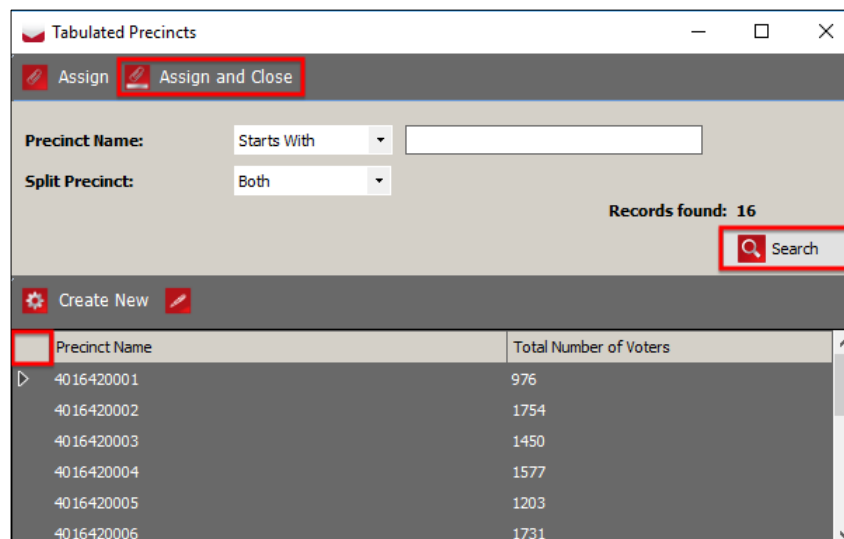 Tabulated Precincts
Assign Assign and Close
Precinct Name: Starts With
Split Precinct: Both
Records found: 16
Search
Create New
Precinct Name Total Number of Voters
4016420001 976
4016420002 1754
4016420003 1450
4016420004 1577
4016420005 1203
4016420006 1731